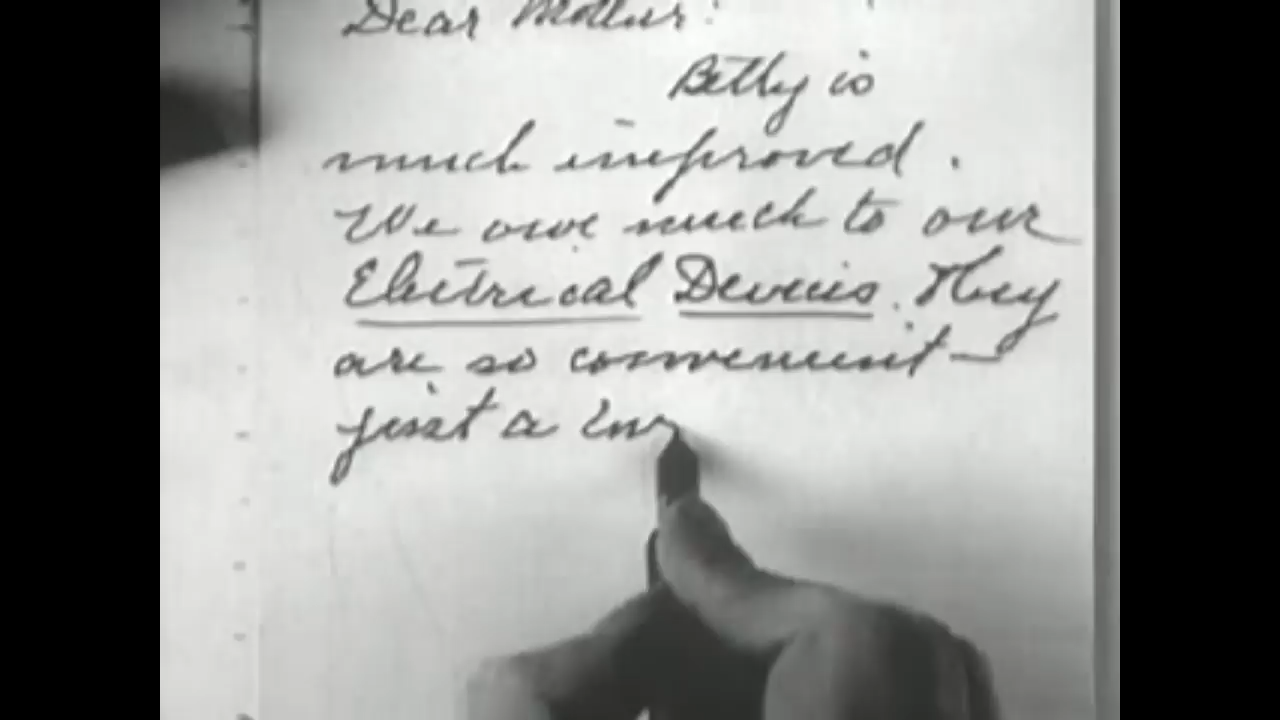 Dear Mother:
Betty is
much improved.
We owe much to our
Electrical Devices. They
are so convenient—
just a